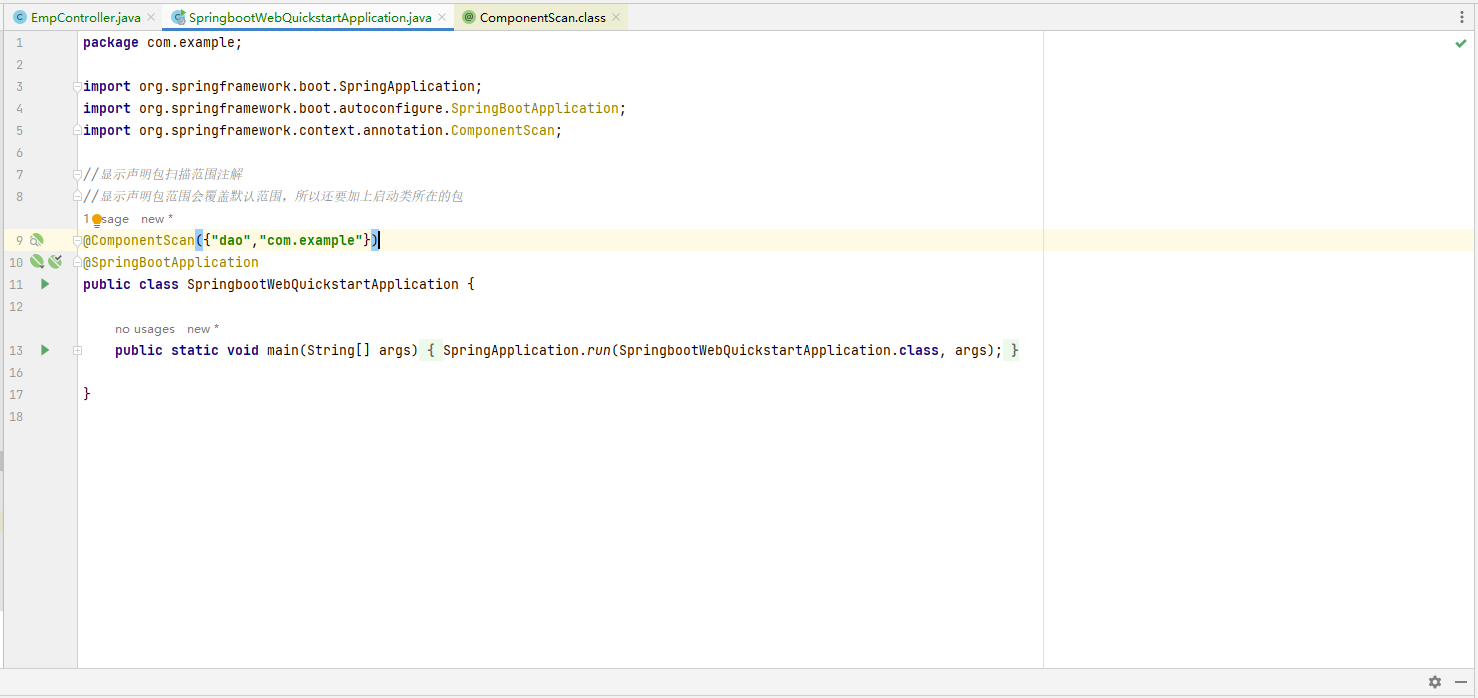 EmpController.java SpringbootWebQuickstartApplication.java ComponentScan.class
1 package com.example;
2
3 import org.springframework.boot.SpringApplication;
4 import org.springframework.boot.autoconfigure.SpringBootApplication;
5 import org.springframework.context.annotation.ComponentScan;
6
7 //显示声明包扫描范围注解
8 //显示声明包范围会覆盖默认范围，所以还要加上启动类所在的包
1 usage new *
9 @ComponentScan({"dao","com.example"})
10 @SpringBootApplication
11 public class SpringbootWebQuickstartApplication {
12
no usages new *
13 public static void main(String[] args) { SpringApplication.run(SpringbootWebQuickstartApplication.class, args); }
16
17 }
18